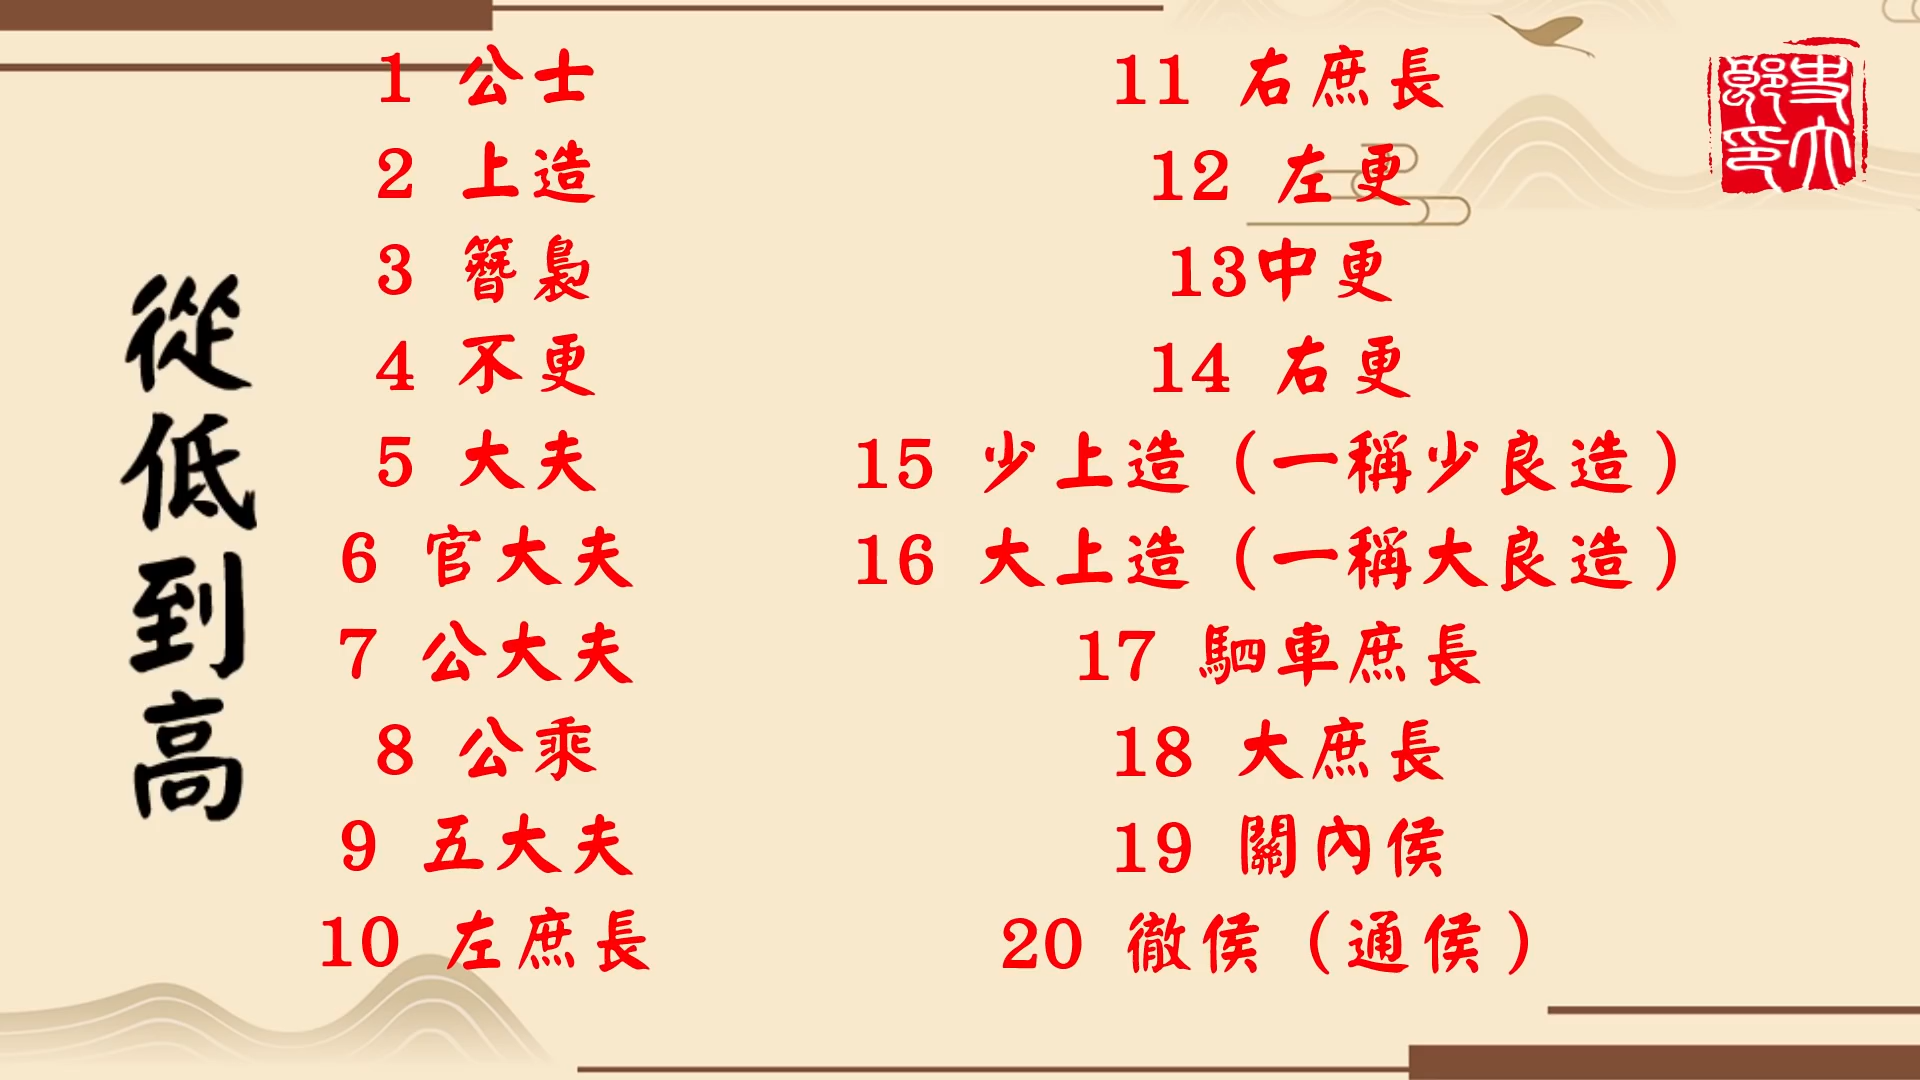 從低到高
1 公士
2 上造
3 簪裊
4 不更
5 大夫
6 官大夫
7 公大夫
8 公乘
9 五大夫
10 左庶長
11 右庶長
12 左更
13中更
14 右更
15 少上造（一稱少良造）
16 大上造（一稱大良造）
17 駟車庶長
18 大庶長
19 關內侯
20 徹侯（通侯）
史大郎印